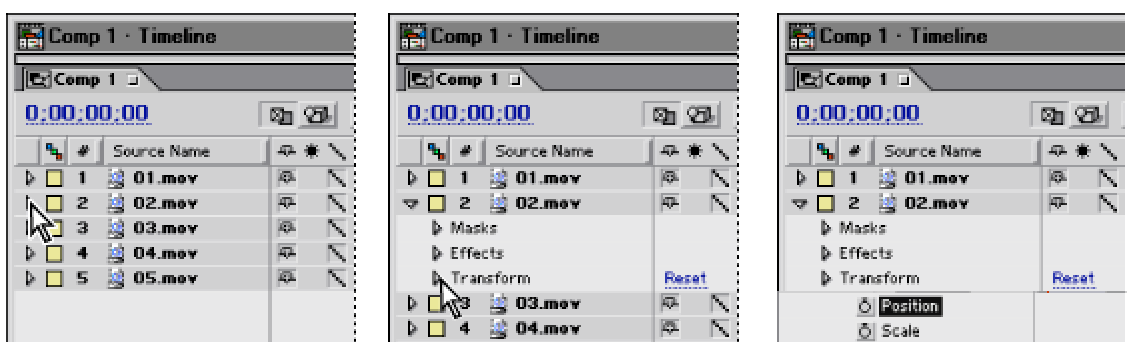 Comp 1 · Timeline
Comp 1
0:00:00:00
# Source Name
1 01.mov
2 02.mov
3 03.mov
4 04.mov
5 05.mov
Comp 1 · Timeline
Comp 1
0:00:00:00
# Source Name
1 01.mov
2 02.mov
Masks
Effects
Transform Reset
3 03.mov
4 04.mov
Comp 1 · Timeline
Comp 1
0:00:00:00
# Source Name
1 01.mov
2 02.mov
Masks
Effects
Transform Reset
Position
Scale